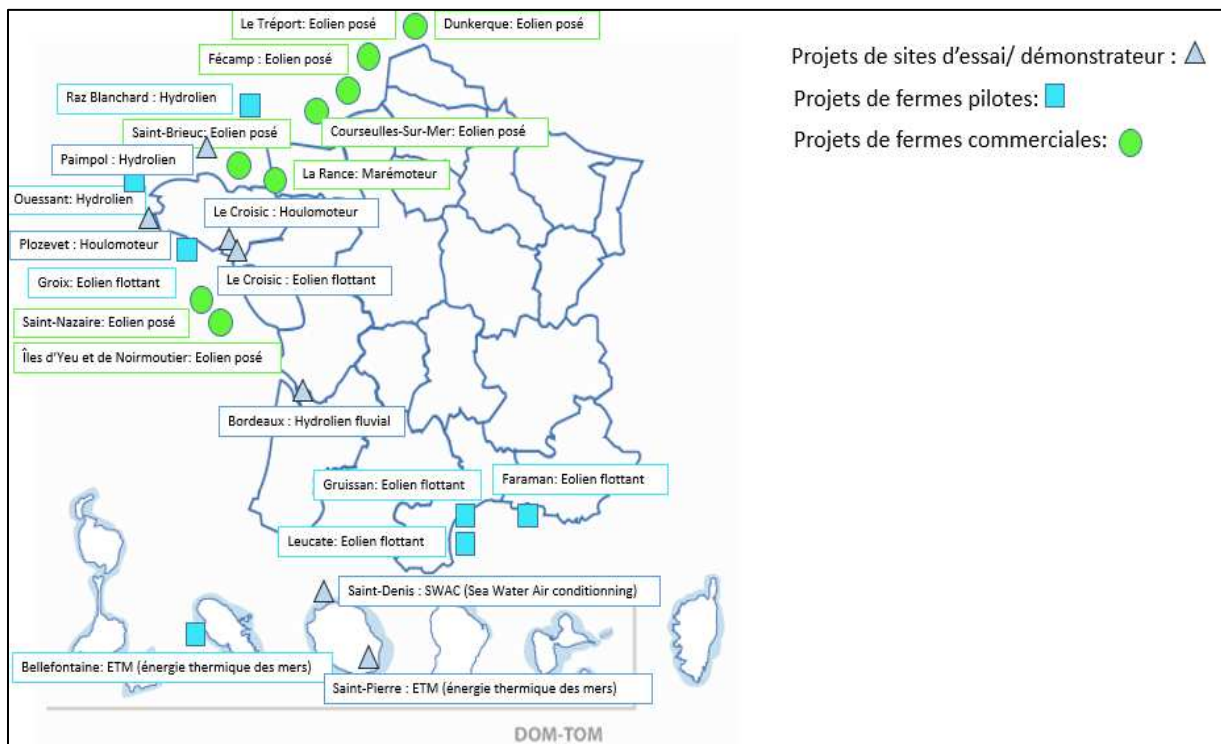 Le Tréport: Eolien posé
Dunkerque: Eolien posé
Fécamp : Eolien posé
Raz Blanchard : Hydrolien
Saint-Brieuc: Eolien posé
Courseulles-Sur-Mer: Eolien posé
Paimpol : Hydrolien
La Rance: Marémoteur
Ouessant: Hydrolien
Le Croisic : Houlomoteur
Plozevet : Houlomoteur
Groix: Eolien flottant
Le Croisic : Eolien flottant
Saint-Nazaire: Eolien posé
Îles d'Yeu et de Noirmoutier: Eolien posé
Bordeaux : Hydrolien fluvial
Gruissan: Eolien flottant
Faraman: Eolien flottant
Leucate: Eolien flottant
Saint-Denis : SWAC (Sea Water Air conditionning)
Bellefontaine: ETM (énergie thermique des mers)
Saint-Pierre : ETM (énergie thermique des mers)
DOM-TOM
Projets de sites d'essai/ démonstrateur :
Projets de fermes pilotes:
Projets de fermes commerciales: